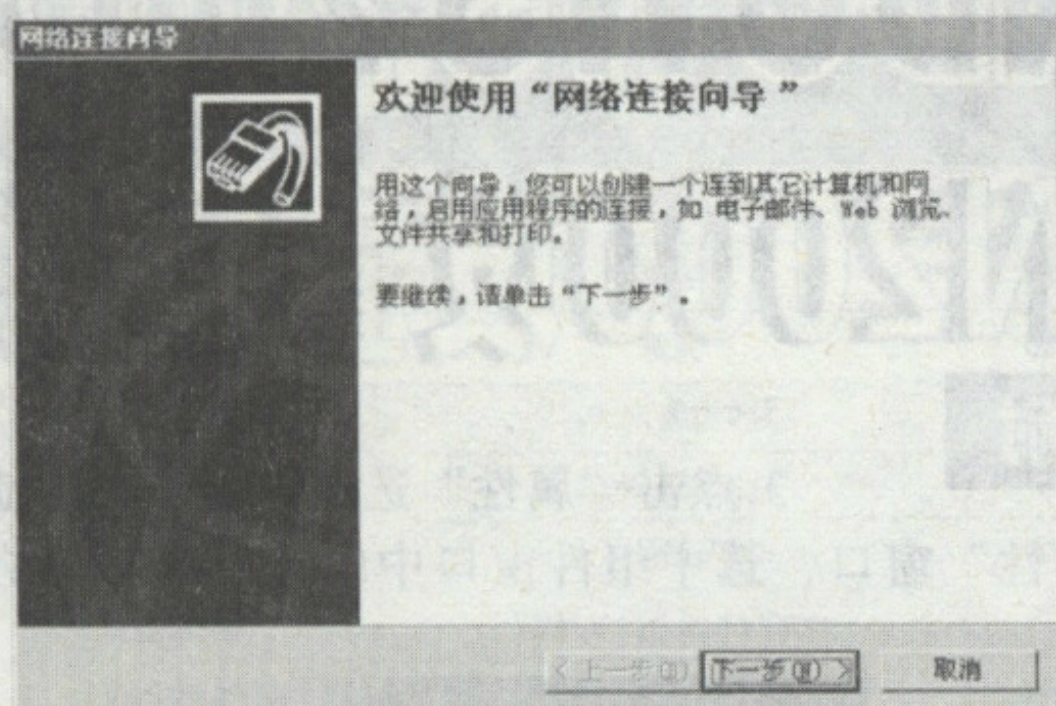 网络连接向导
欢迎使用“网络连接向导”
用这个向导，您可以创建一个连到其它计算机和网
络，启用应用程序的连接，如 电子邮件、Web 浏览、
文件共享和打印。
要继续，请单击“下一步”。
< 上一步(B) 下一步(N) > 取消